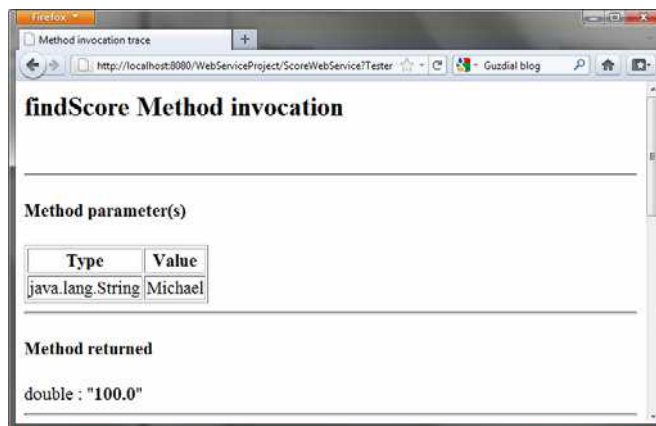 Firefox
Method invocation trace
http://localhost:8080/WebServiceProject/ScoreWebService?Tester
Guzdial blog
findScore Method invocation
Method parameter(s)
Type Value
java.lang.String Michael
Method returned
double : "100.0"